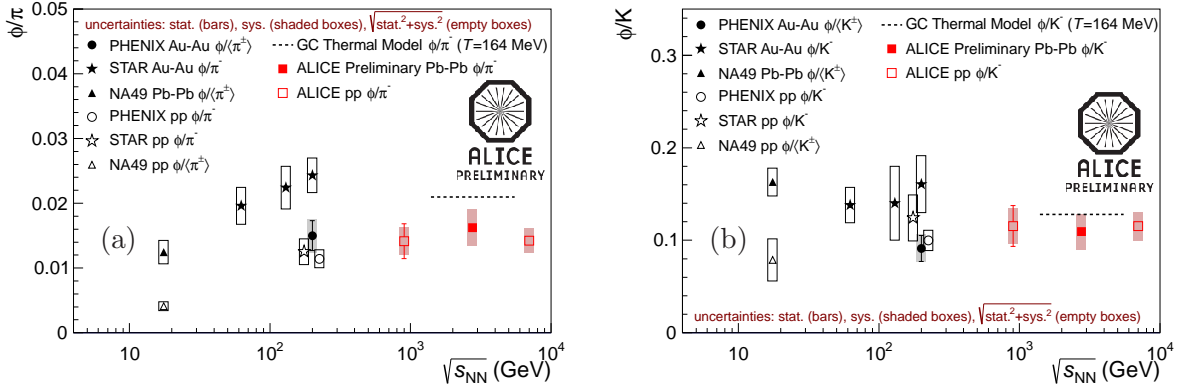 φ/π
uncertainties: stat. (bars), sys. (shaded boxes), √stat.²+sys.² (empty boxes)
PHENIX Au-Au φ/⟨π±⟩
STAR Au-Au φ/π-
NA49 Pb-Pb φ/⟨π±⟩
PHENIX pp φ/π-
STAR pp φ/π-
NA49 pp φ/⟨π±⟩
GC Thermal Model φ/π- (T=164 MeV)
ALICE Preliminary Pb-Pb φ/π-
ALICE pp φ/π-
ALICE
PRELIMINARY
(a)
0.05
0.04
0.03
0.02
0.01
0
10
10²
10³
10⁴
√sNN (GeV)
φ/K
PHENIX Au-Au φ/⟨K±⟩
STAR Au-Au φ/K-
NA49 Pb-Pb φ/⟨K±⟩
PHENIX pp φ/K-
STAR pp φ/K-
NA49 pp φ/⟨K±⟩
GC Thermal Model φ/K- (T=164 MeV)
ALICE Preliminary Pb-Pb φ/K-
ALICE pp φ/K-
ALICE
PRELIMINARY
(b)
uncertainties: stat. (bars), sys. (shaded boxes), √stat.²+sys.² (empty boxes)
0.3
0.2
0.1
0
10
10²
10³
10⁴
√sNN (GeV)